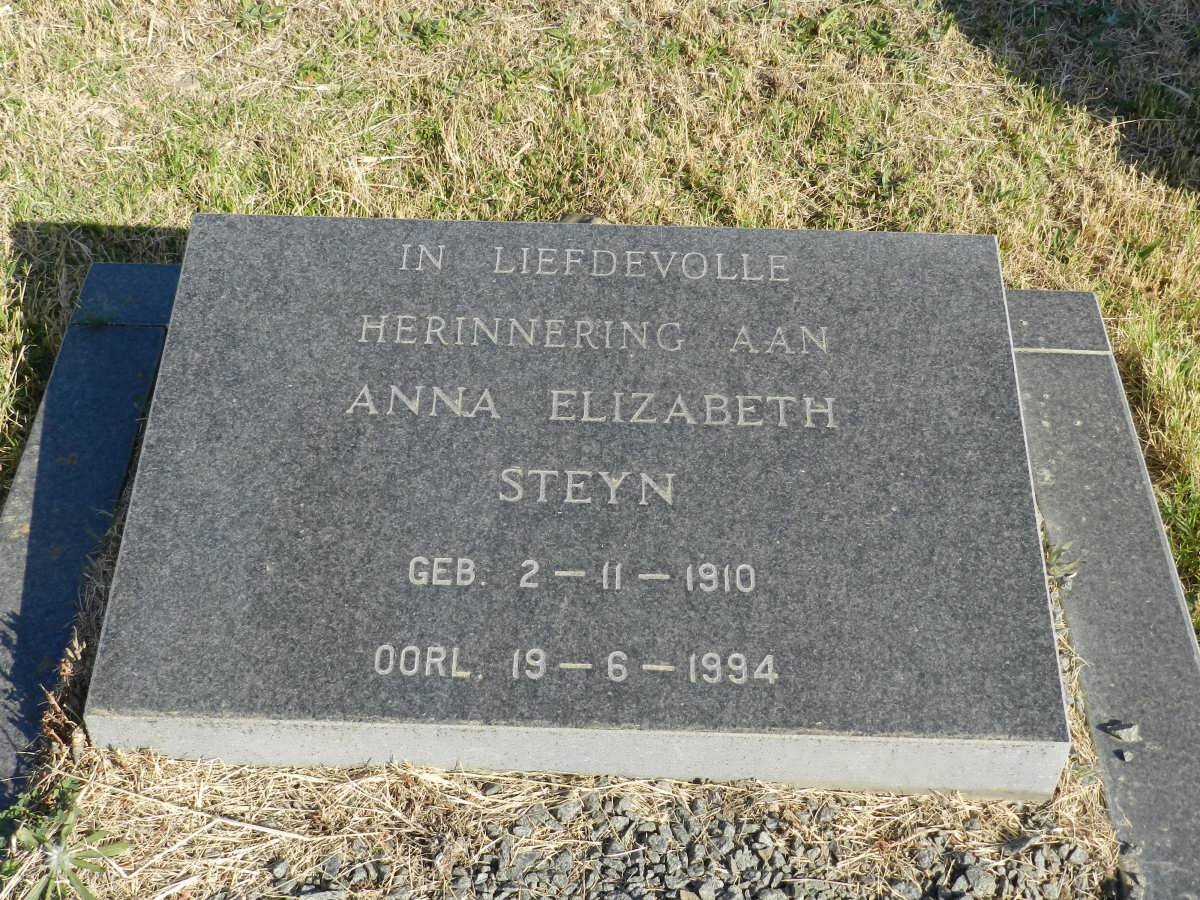 IN LIEFDEVOLLE
HERINNERING AAN
ANNA ELIZABETH
STEYN
GEB. 2 – 11 – 1910
OORL. 19 – 6 – 1994